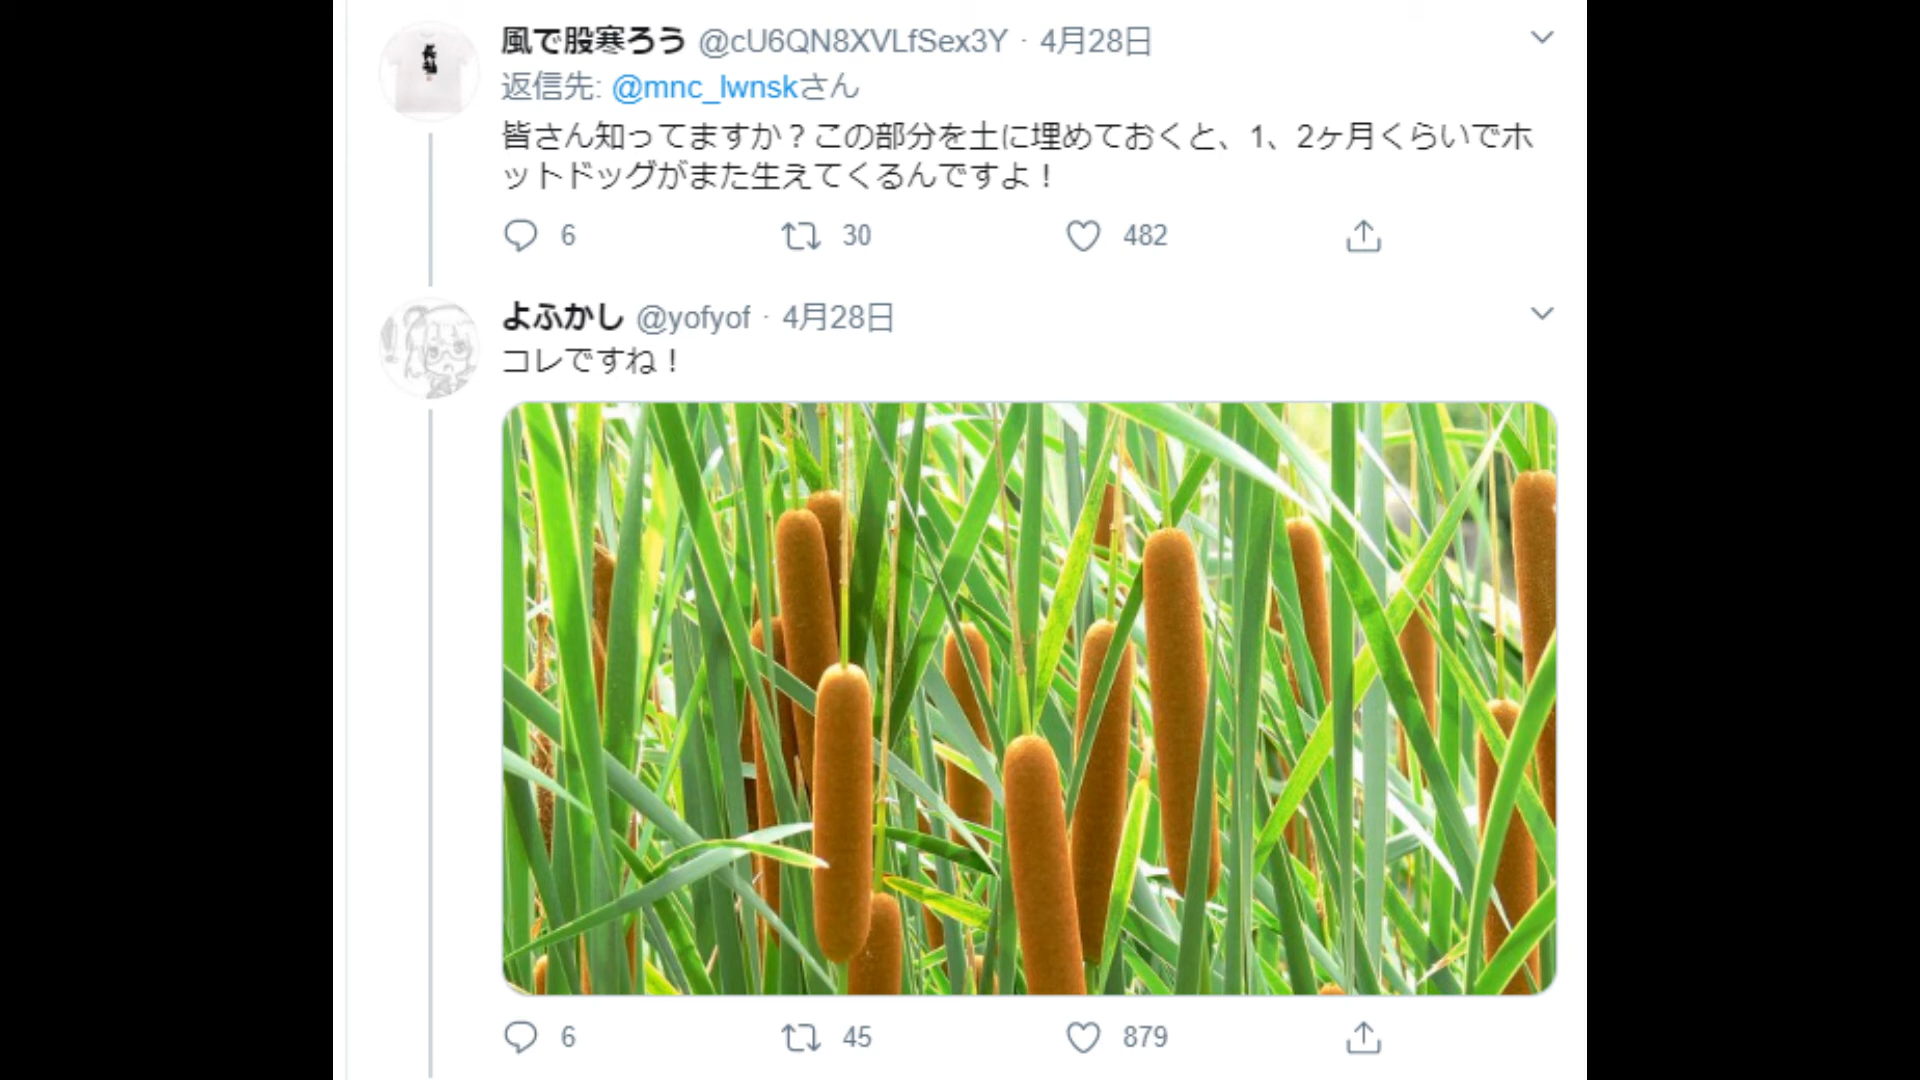 風で股寒ろう @cU6QN8XVLfSex3Y · 4月28日
返信先: @mnc_lwnskさん
皆さん知ってますか？この部分を土に埋めておくと、1、2ヶ月くらいでホ
ットドッグがまた生えてくるんですよ！
6 30 482
よふかし @yofyof · 4月28日
コレですね！
6 45 879